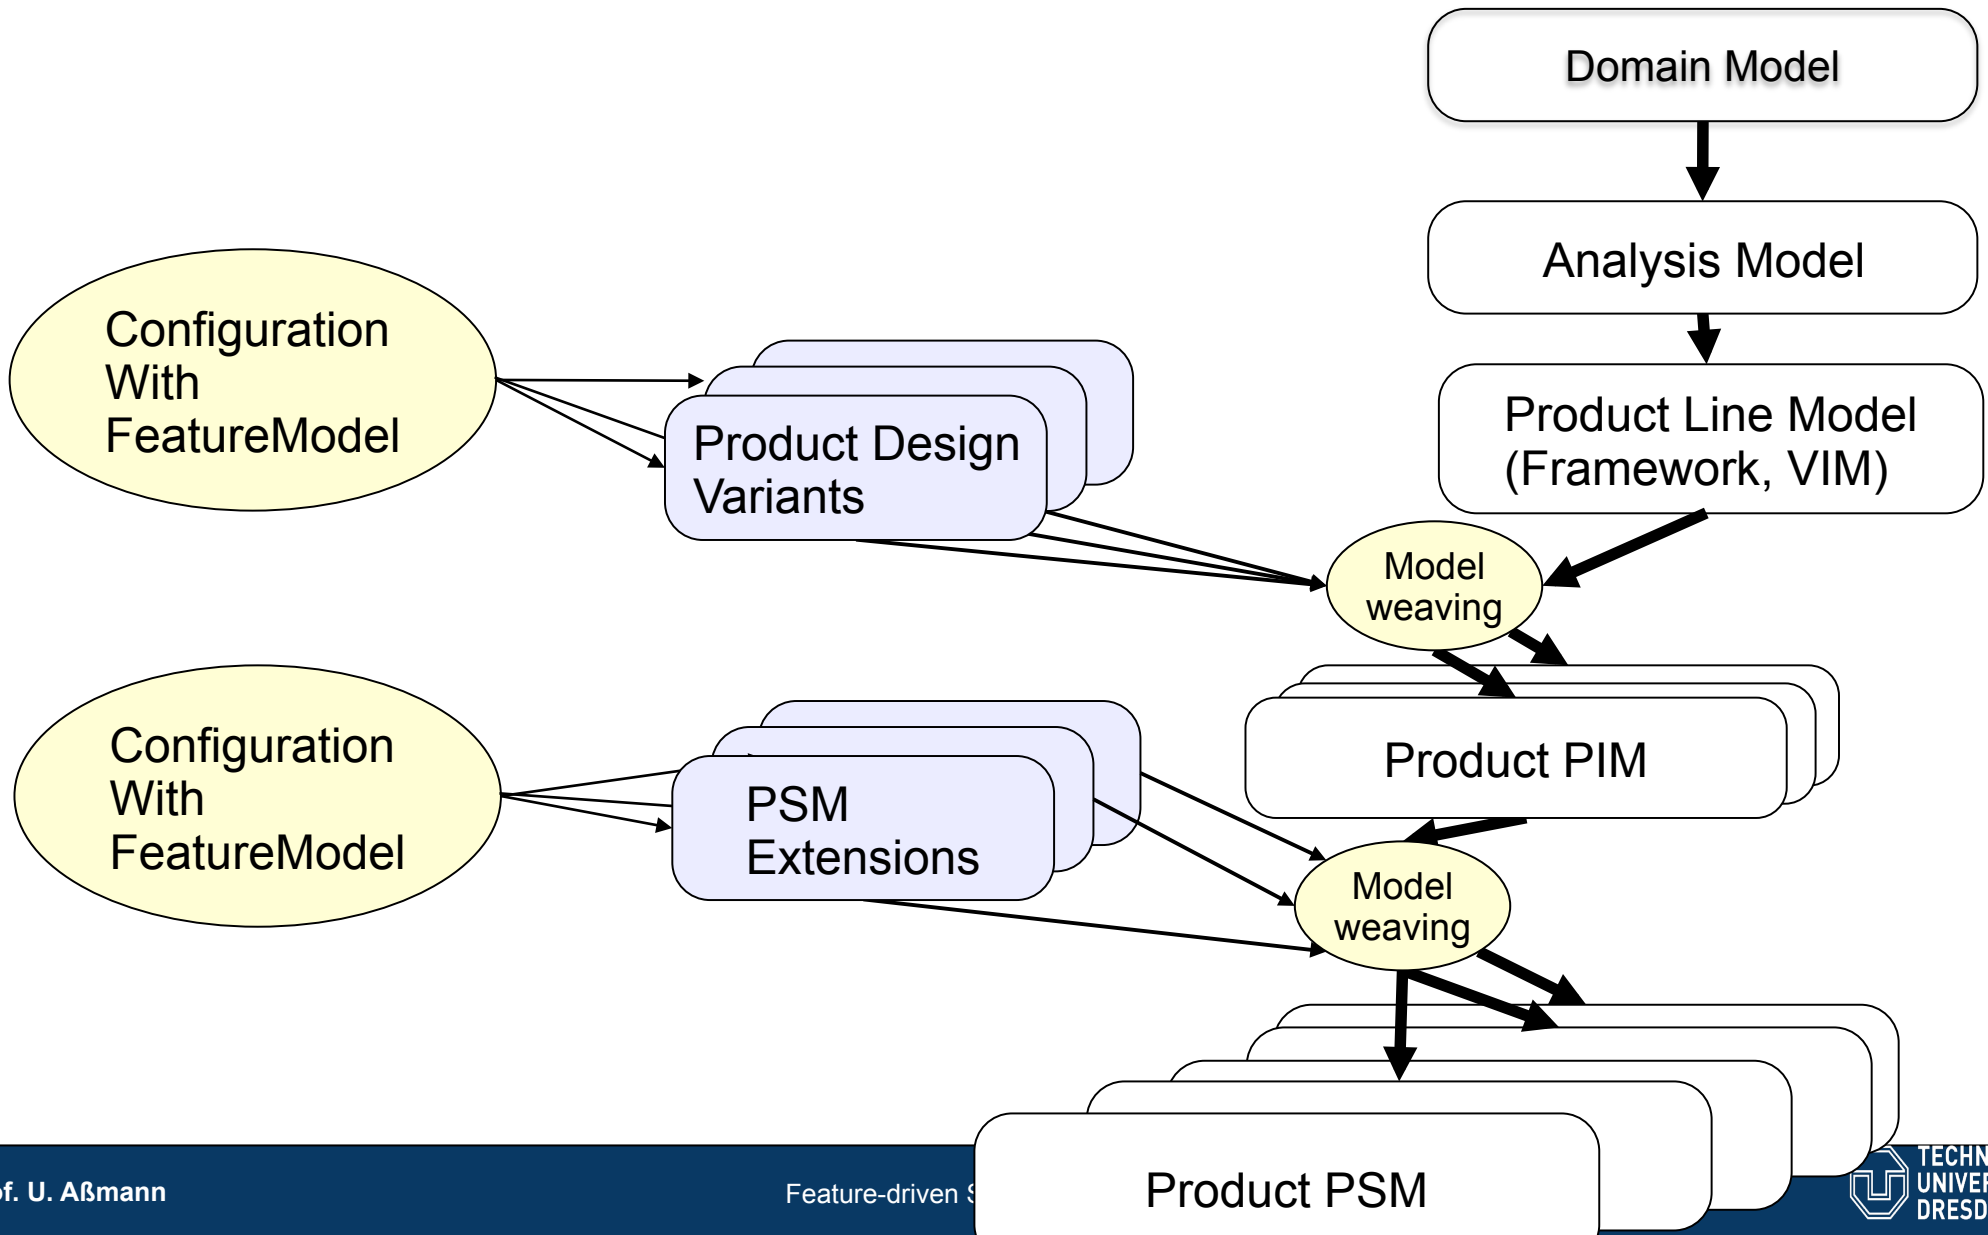 Domain Model
Analysis Model
Configuration
With
FeatureModel
Product Design
Variants
Product Line Model
(Framework, VIM)
Model
weaving
Configuration
With
FeatureModel
PSM
Extensions
Product PIM
Model
weaving
Product PSM
U. Aßmann
Feature-driven